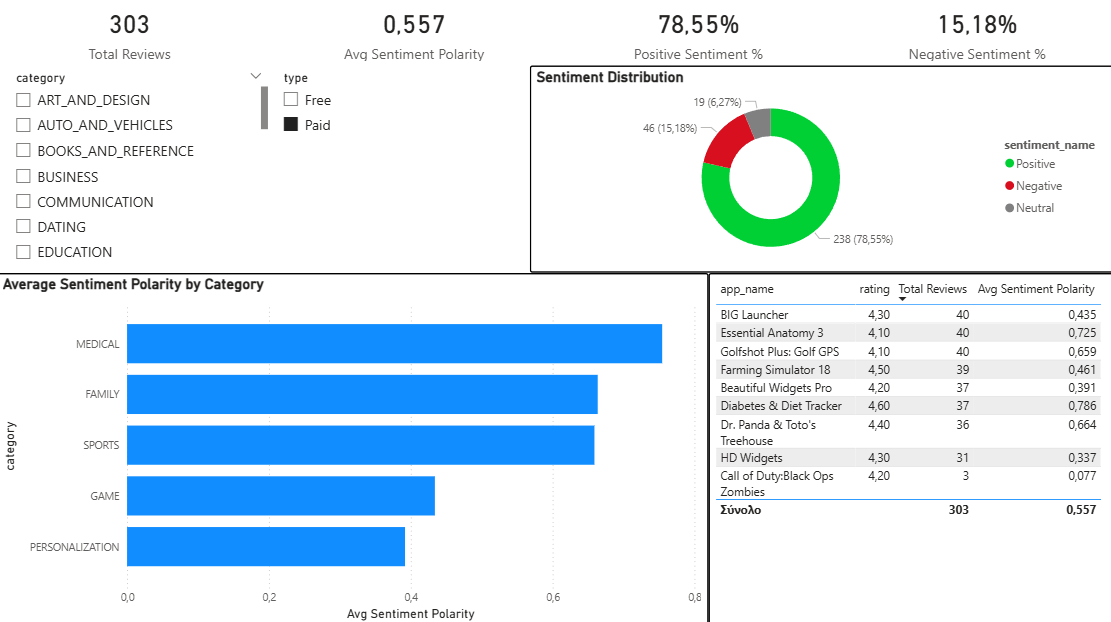 303
Total Reviews
0,557
Avg Sentiment Polarity
78,55%
Positive Sentiment %
15,18%
Negative Sentiment %
category
ART_AND_DESIGN
AUTO_AND_VEHICLES
BOOKS_AND_REFERENCE
BUSINESS
COMMUNICATION
DATING
EDUCATION
type
Free
Paid
Sentiment Distribution
19 (6,27%)
46 (15,18%)
238 (78,55%)
sentiment_name
Positive
Negative
Neutral
Average Sentiment Polarity by Category
category
MEDICAL
FAMILY
SPORTS
GAME
PERSONALIZATION
0,0 0,2 0,4 0,6 0,8
Avg Sentiment Polarity
app_name rating Total Reviews Avg Sentiment Polarity
BIG Launcher 4,30 40 0,435
Essential Anatomy 3 4,10 40 0,725
Golfshot Plus: Golf GPS 4,10 40 0,659
Farming Simulator 18 4,50 39 0,461
Beautiful Widgets Pro 4,20 37 0,391
Diabetes & Diet Tracker 4,60 37 0,786
Dr. Panda & Toto's 4,40 36 0,664
Treehouse
HD Widgets 4,30 31 0,337
Call of Duty:Black Ops 4,20 3 0,077
Zombies
Σύνολο 303 0,557